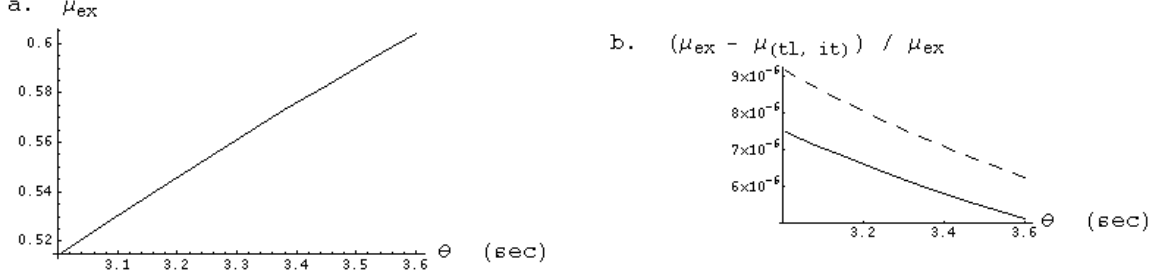 a. μex
0.6
0.58
0.56
0.54
0.52
3.1 3.2 3.3 3.4 3.5 3.6
θ (sec)
b. (μex - μ(tl, it)) / μex
9×10-6
8×10-6
7×10-6
6×10-6
3.2 3.4 3.6
θ (sec)